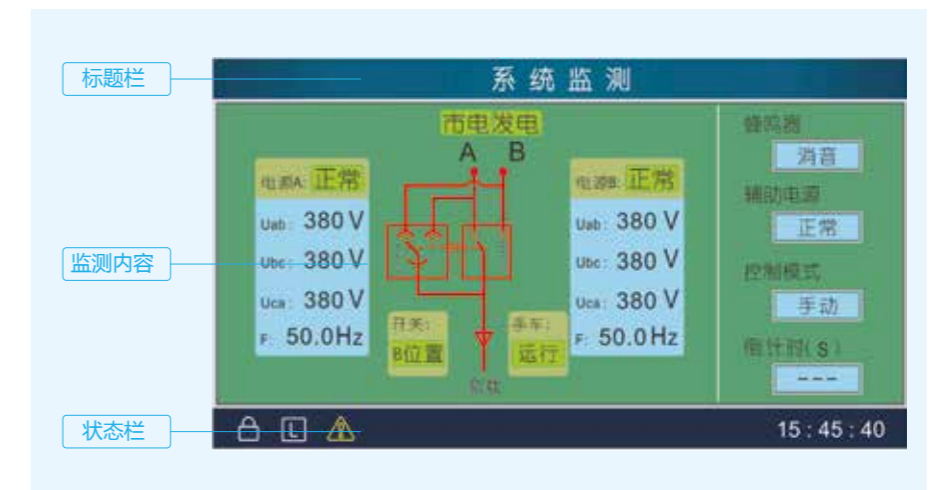 标题栏
系统监测
市电发电
A B
电源A: 正常
Uab: 380 V
Ubc: 380 V
Uca: 380 V
F: 50.0Hz
电源B: 正常
Uab: 380 V
Ubc: 380 V
Uca: 380 V
F: 50.0Hz
开关:
B位置
手车:
运行
负载
蜂鸣器
消音
辅助电源
正常
控制模式
手动
倒计时(S)
---
监测内容
状态栏
L
15:45:40